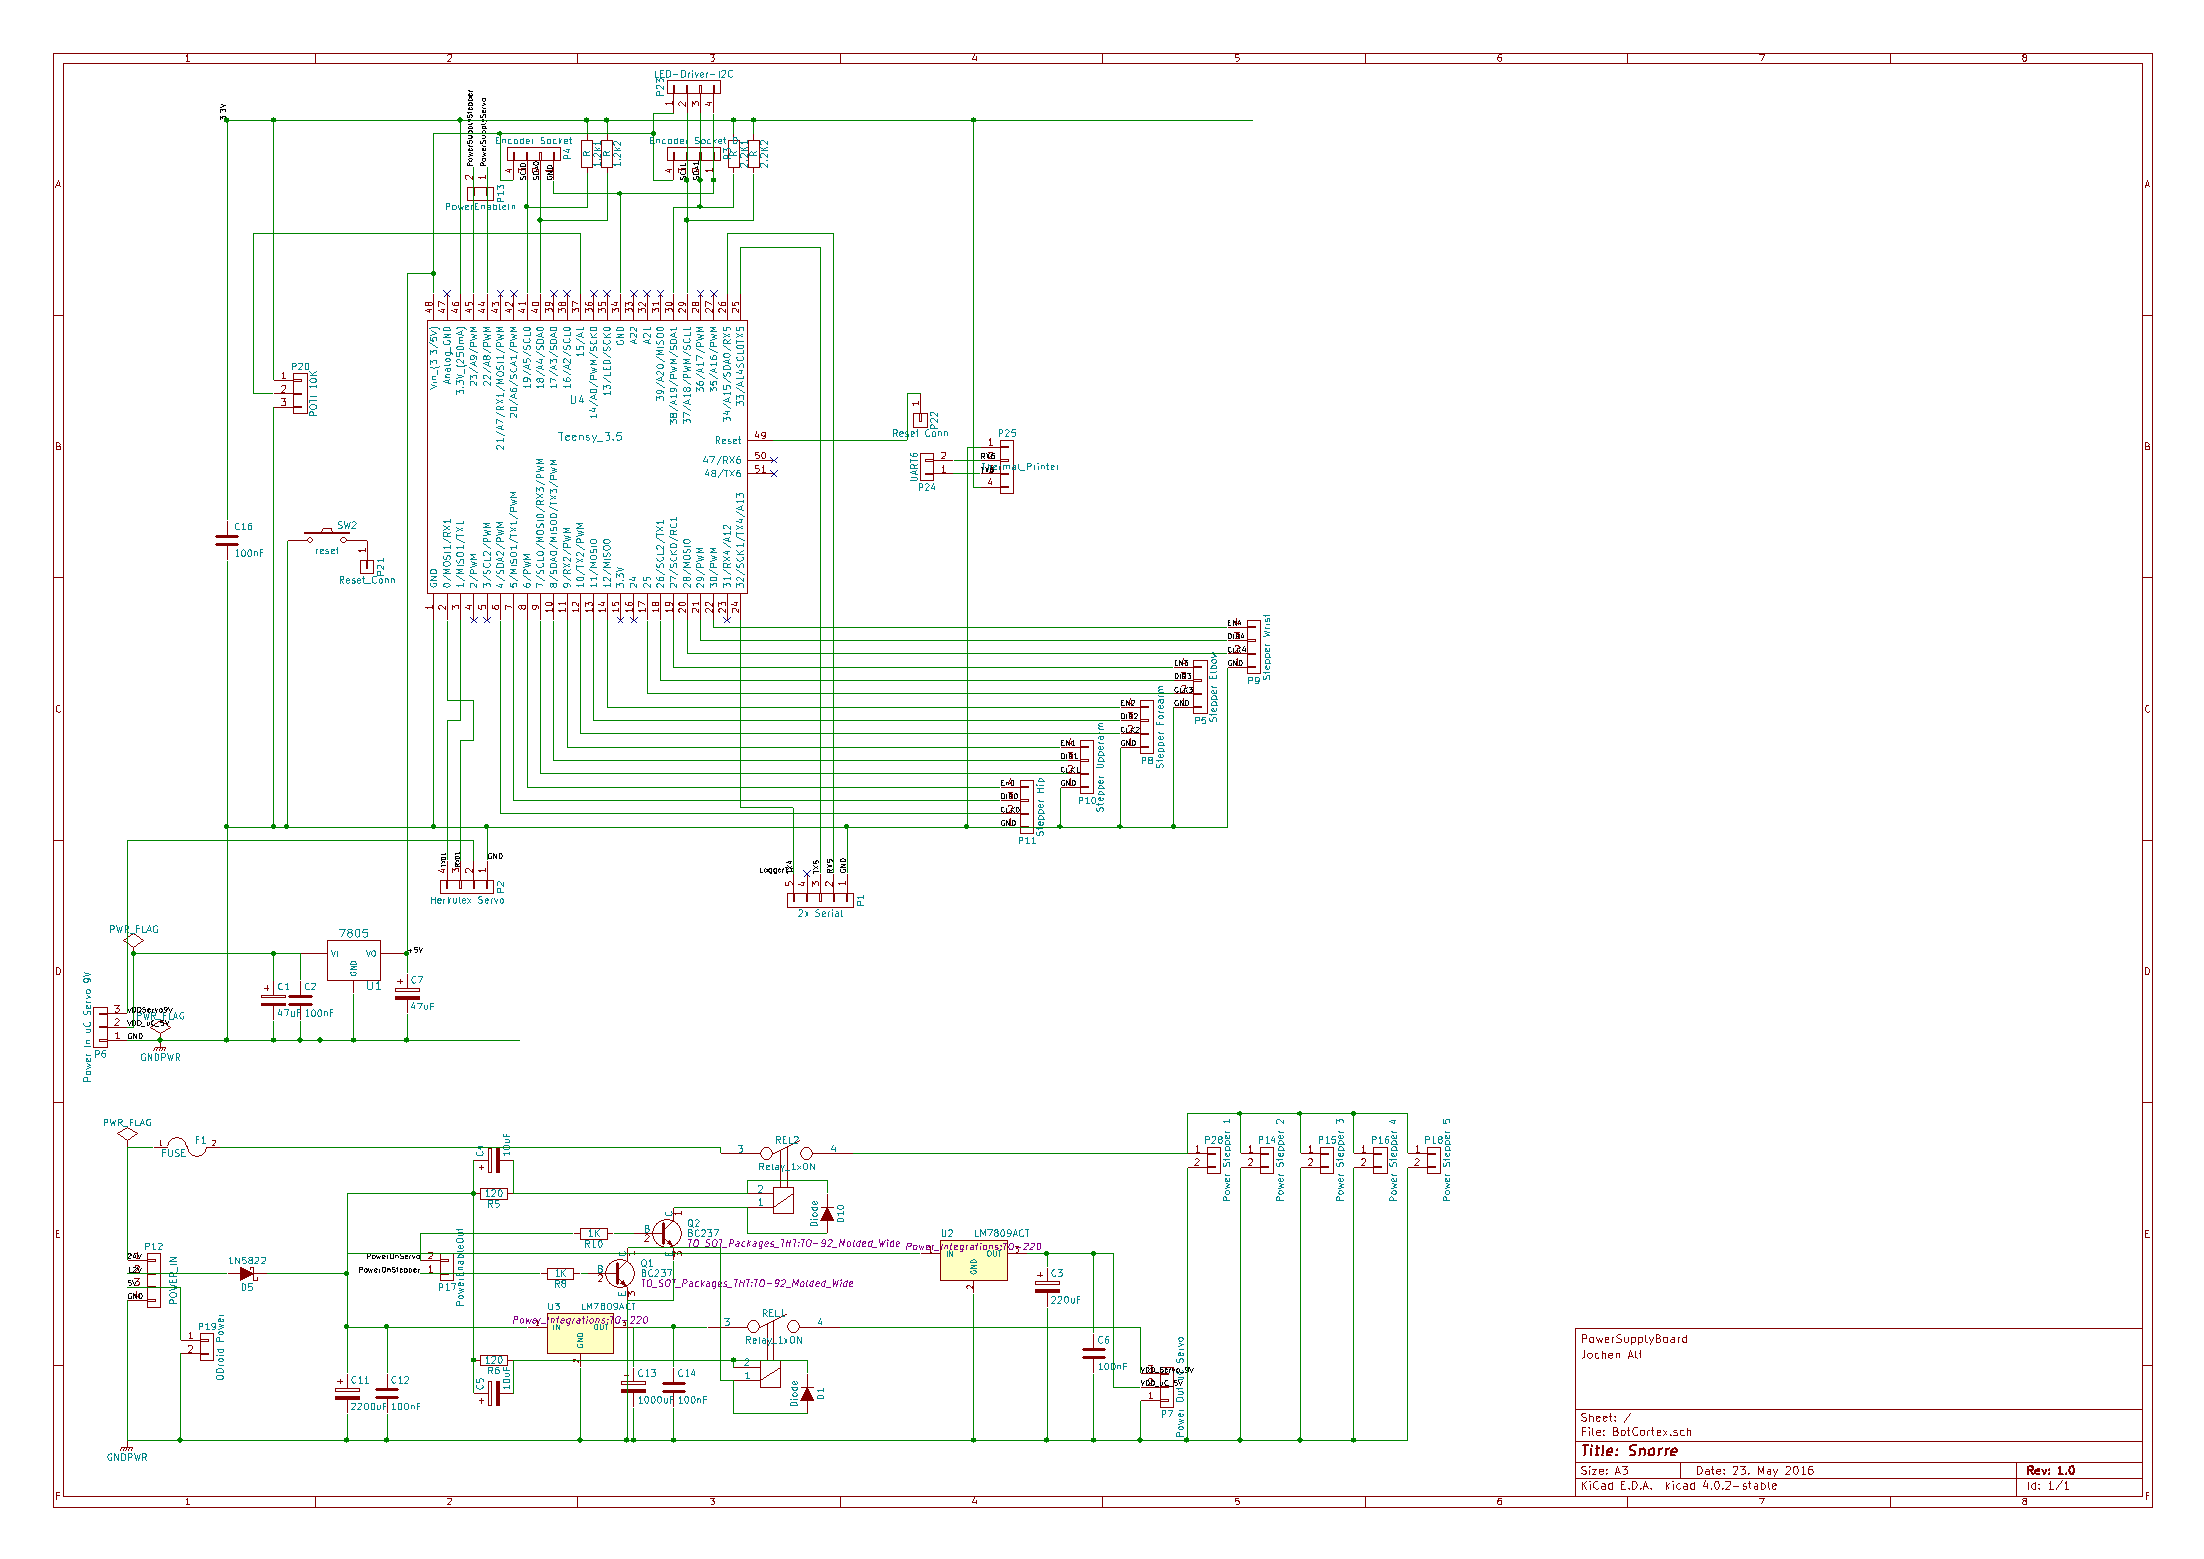 LED-Driver-I2C
P23
1 2 3 4
3.3V
PowerSupplyStepper
PowerSupplyServo
Encoder Socket
P4
1.2K1
1.2K2
Encoder Socket
2.2K1
2.2K2
4 SCL0 SDA0 GND
4 SCL SDA1 1
2 1
P13
PowerEnableIn
48 47 46 45 44 43 42 41 40 39 38 37 36 35 34 33 32 31 30 29 28 27 26 25
Vin_(3.3/5V)
Analog_GND
3.3V_(250mA)
23/A9/PWM
22/A8/PWM
21/A7/RX1/MOSI1/PWM
20/A6/SCA1/PWM
19/A5/SCL0
18/A4/SDA0
17/A3/SDA0
16/A2/SCL0
15/A1
14/A0/PWM/SCK0
13/LED/SCK0
GND
A22
A21
39/A20/MISO0
38/A19/PWM/SDA1
37/A18/PWM/SCL1
36/A17/PWM
35/A16/PWM
34/A15/SDA0/RX5
33/A14SCL0TX5
U4
Teensy_3.5
Reset 49
47/RX6 50
48/TX6 51
GND
0/MOSI1/RX1
1/MISO1/TX1
2/PWM
3/SCL2/PWM
4/SDA2/PWM
5/MISO1/TX1/PWM
6/PWM
7/SCL0/MOSI0/RX3/PWM
8/SDA0/MISO0/TX3/PWM
9/RX2/PWM
10/TX2/PWM
11/MOSI0
12/MISO0
3.3V
24
25
26/SCL2/TX1
27/SCK0/RC1
28/MOSI0
29/PWM
30/PWM
31/RX4/A12
32/SCK1/TX4/A13
1 2 3 4 5 6 7 8 9 10 11 12 13 14 15 16 17 18 19 20 21 22 23 24
P20
1
2
3
POTI 10K
1
P22
Reset Conn
P25
1
4
Thermal_Printer
UART6
2
1
P24
C16
100nF
SW2
reset
1
P21
Reset_Conn
EN4
DIR4
CLK4
GND
P9
Stepper Wrist
EN3
DIR3
CLK3
GND
P5
Stepper Elbow
EN2
DIR2
CLK2
GND
P8
Stepper Forearm
EN1
DIR1
CLK1
GND
P10
Stepper Upperarm
En0
DIR0
CLK0
GND
P11
Stepper Hip
GND
4 3 2 1
P2
Herkulex Servo
Logger
TX4
TX5
RX5
GND
5 4 3 2 1
P1
2x Serial
PWR_FLAG
7805
VI VO
GND
U1
+5V
C1
47uF
C2
100nF
C7
47uF
Power In uC Servo 9V
3 VDDServo9V
2 VDD_uC_5V
1 GND
P6
PWR_FLAG
GNDPWR
PWR_FLAG
F1
1 2
FUSE
C4
10uF
120
R5
REL2
3 4
Relay_1xON
2
1
Diode
D10
1K
R10
Q2
BC237
TO_SOT_Packages_THT:TO-92_Molded_Wide
Q1
BC237
TO_SOT_Packages_THT:TO-92_Molded_Wide
1K
R8
PowerOnServo 2
PowerOnStepper 1
P17
PowerEnableOut
P12
24V
12V
5V
GND
POWER_IN
1N5822
D5
P19
1
2
ODroid Power
U3 LM7809ACT
Power_Integrations:TO-220
IN OUT
GND
U2 LM7809ACT
Power_Integrations:TO-220
IN OUT
GND
2
C3
220uF
C6
100nF
120
R6
C5
10uF
REL1
3 4
Relay_1xON
2
1
Diode
D1
C11
2200uF
C12
100nF
C13
1000uF
C14
100nF
VDD_Servo_9V
VDD_uC_5V
1
P7
GNDPWR
1
2
Power Stepper 1
P14
1
2
Power Stepper 2
P15
1
2
Power Stepper 3
P16
1
2
Power Stepper 4
P18
1
2
Power Stepper 5
PowerSupplyBoard
Jochen Alt
Sheet: /
File: BotCortex.sch
Title: Snorre
Size: A3 Date: 23. May 2016 Rev: 1.0
KiCad E.D.A. kicad 4.0.2-stable Id: 1/1
1 2 3 4 5 6 7 8
A B C D E F